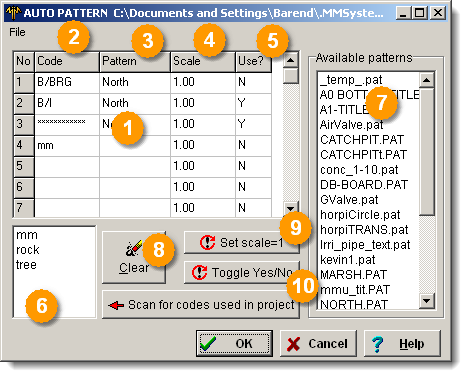 AUTO PATTERN C:\Documents and Settings\Barend\.MMSyste...
File
2 3 4 5
No Code Pattern Scale Use?
1 B/BRG North 1.00 N
2 B/I North 1.00 Y
3 ************ 1.00 Y
4 mm 1.00 N
5 1.00 N
6 1.00 N
7 1.00 N
1
mm
rock
tree
6
Clear
8
Set scale=1
9
Toggle Yes/No
10
Scan for codes used in project
Available patterns
_temp_.pat
A0 BOTT TITLE
A1-TITLE
7
AirValve.pat
CATCHPIT.PAT
CATCHPITt.PAT
conc_1-10.pat
DB-BOARD.PAT
GValve.pat
horpiCircle.pat
horpiTRANS.pat
Irri_pipe_text.pat
kevin1.pat
MARSH.PAT
mmu_tit.PAT
NORTH.PAT
OK Cancel ? Help